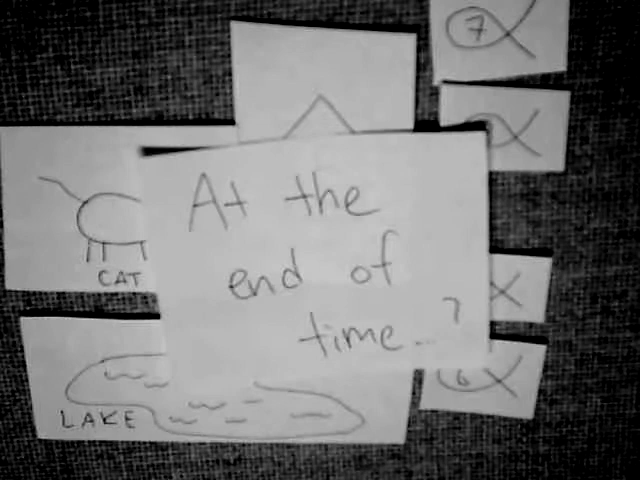 7
At the
end of
time...?
CAT
6
LAKE